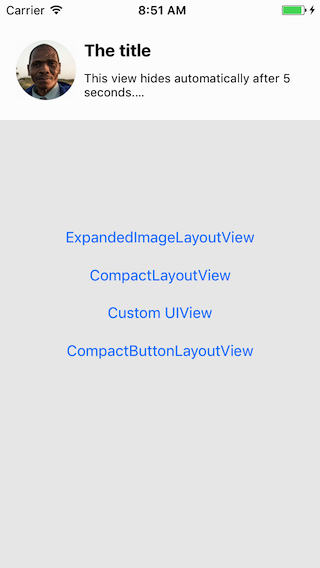 Carrier 8:51 AM
The title
This view hides automatically after 5
seconds....
ExpandedImageLayoutView
CompactLayoutView
Custom UIView
CompactButtonLayoutView